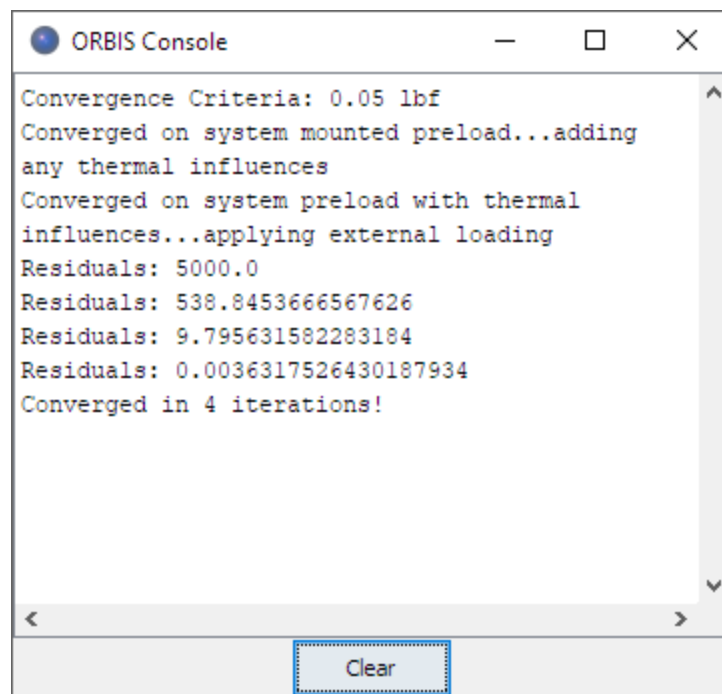 ORBIS Console
Convergence Criteria: 0.05 lbf
Converged on system mounted preload...adding
any thermal influences
Converged on system preload with thermal
influences...applying external loading
Residuals: 5000.0
Residuals: 538.8453666567626
Residuals: 9.795631582283184
Residuals: 0.0036317526430187934
Converged in 4 iterations!
Clear